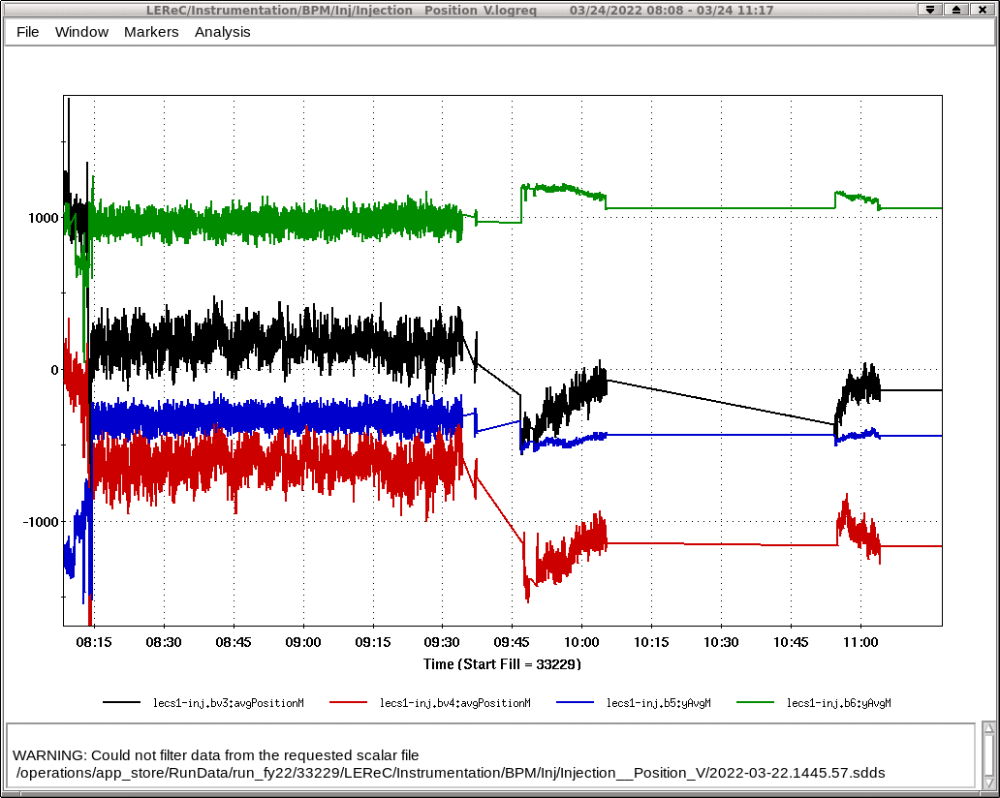 LEReC/Instrumentation/BPM/Inj/Injection__Position_V.logreq 03/24/2022 08:08 - 03/24 11:17
File Window Markers Analysis
1000
0
-1000
08:15 08:30 08:45 09:00 09:15 09:30 09:45 10:00 10:15 10:30 10:45 11:00
Time (Start Fill = 33229)
lecs1-inj.bv3:avgPositionM lecs1-inj.bv4:avgPositionM lecs1-inj.b5:yAvgM lecs1-inj.b6:yAvgM
WARNING: Could not filter data from the requested scalar file
/operations/app_store/RunData/run_fy22/33229/LEReC/Instrumentation/BPM/Inj/Injection__Position_V/2022-03-22.1445.57.sdds